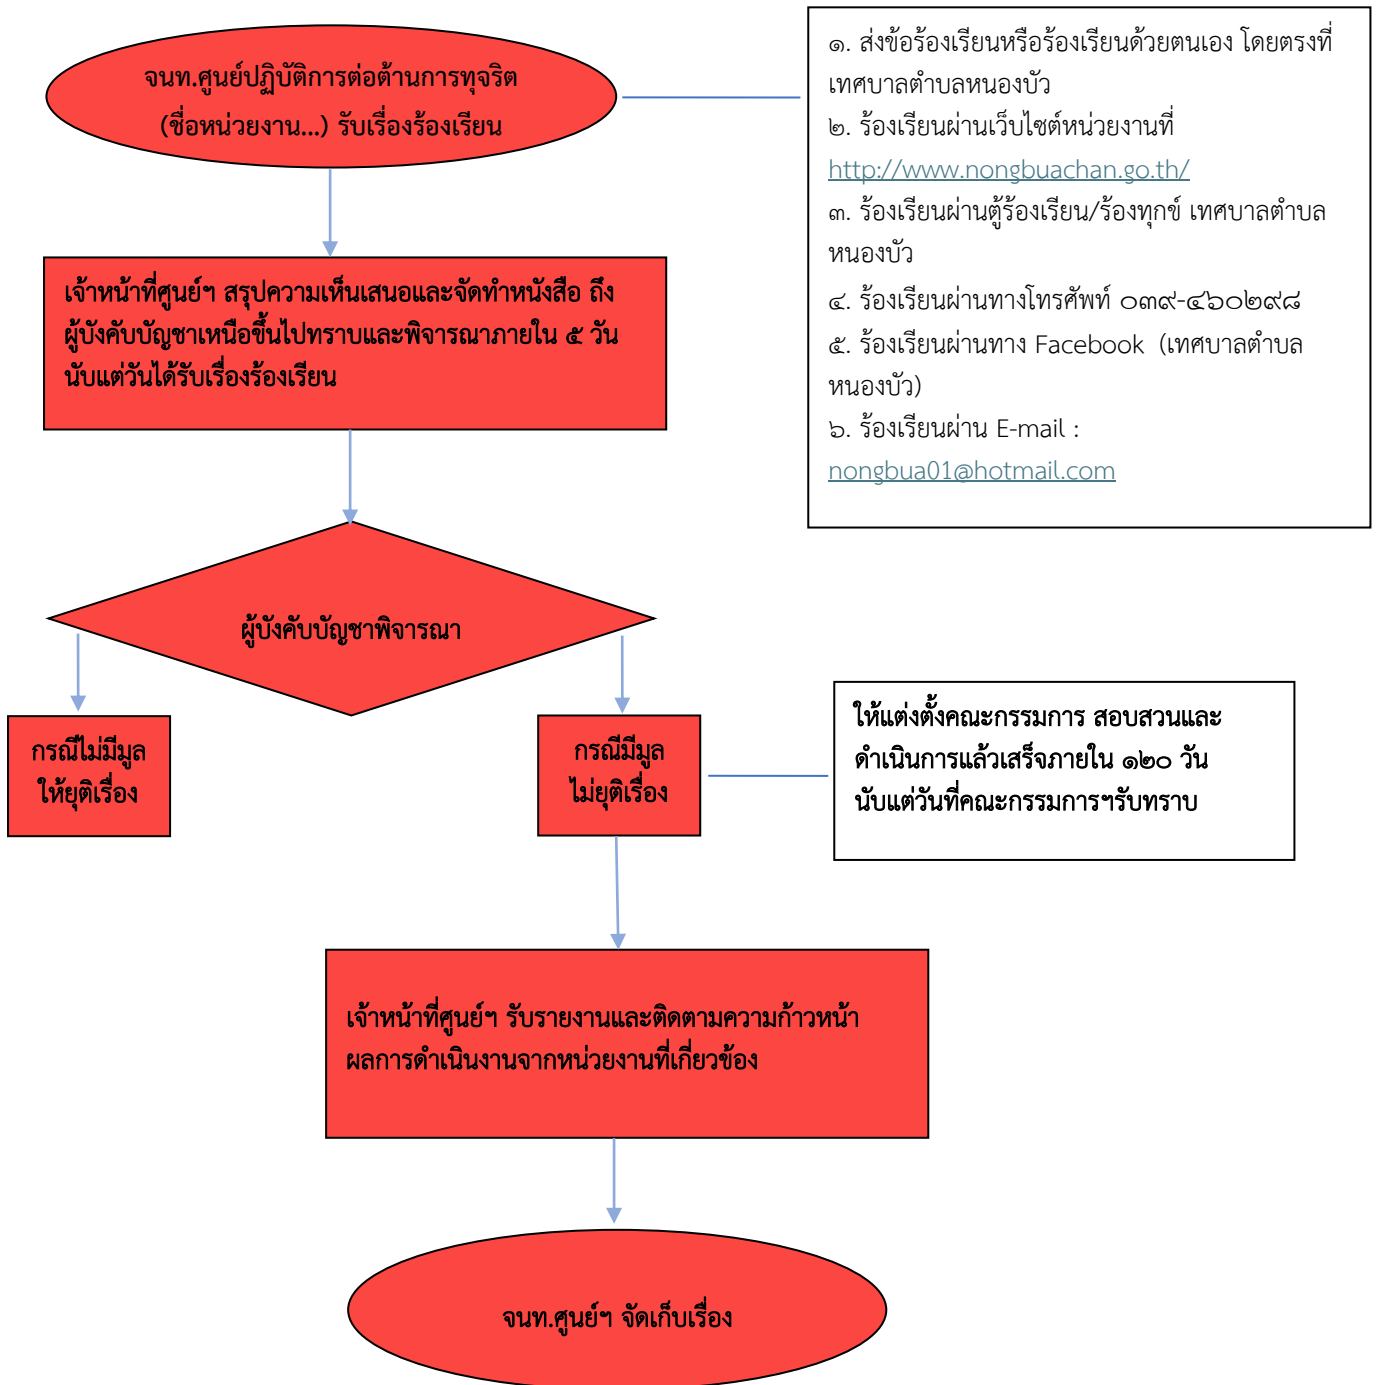 จนท.ศูนย์ปฏิบัติการต่อต้านการทุจริต
(ชื่อหน่วยงาน...) รับเรื่องร้องเรียน
๑. ส่งข้อร้องเรียนหรือร้องเรียนด้วยตนเอง โดยตรงที่
เทศบาลตำบลหนองบัว
๒. ร้องเรียนผ่านเว็บไซต์หน่วยงานที่
http://www.nongbuachan.go.th/
๓. ร้องเรียนผ่านตู้ร้องเรียน/ร้องทุกข์ เทศบาลตำบล
หนองบัว
๔. ร้องเรียนผ่านทางโทรศัพท์ ๐๓๙-๔๖๐๒๙๘
๕. ร้องเรียนผ่านทาง Facebook (เทศบาลตำบล
หนองบัว)
๖. ร้องเรียนผ่าน E-mail :
nongbua01@hotmail.com
เจ้าหน้าที่ศูนย์ฯ สรุปความเห็นเสนอและจัดทำหนังสือ ถึง
ผู้บังคับบัญชาเหนือขึ้นไปทราบและพิจารณาภายใน ๕ วัน
นับแต่วันได้รับเรื่องร้องเรียน
ผู้บังคับบัญชาพิจารณา
กรณีไม่มีมูล
ให้ยุติเรื่อง
กรณีมีมูล
ไม่ยุติเรื่อง
ให้แต่งตั้งคณะกรรมการ สอบสวนและ
ดำเนินการแล้วเสร็จภายใน ๑๒๐ วัน
นับแต่วันที่คณะกรรมการฯรับทราบ
เจ้าหน้าที่ศูนย์ฯ รับรายงานและติดตามความก้าวหน้า
ผลการดำเนินงานจากหน่วยงานที่เกี่ยวข้อง
จนท.ศูนย์ฯ จัดเก็บเรื่อง